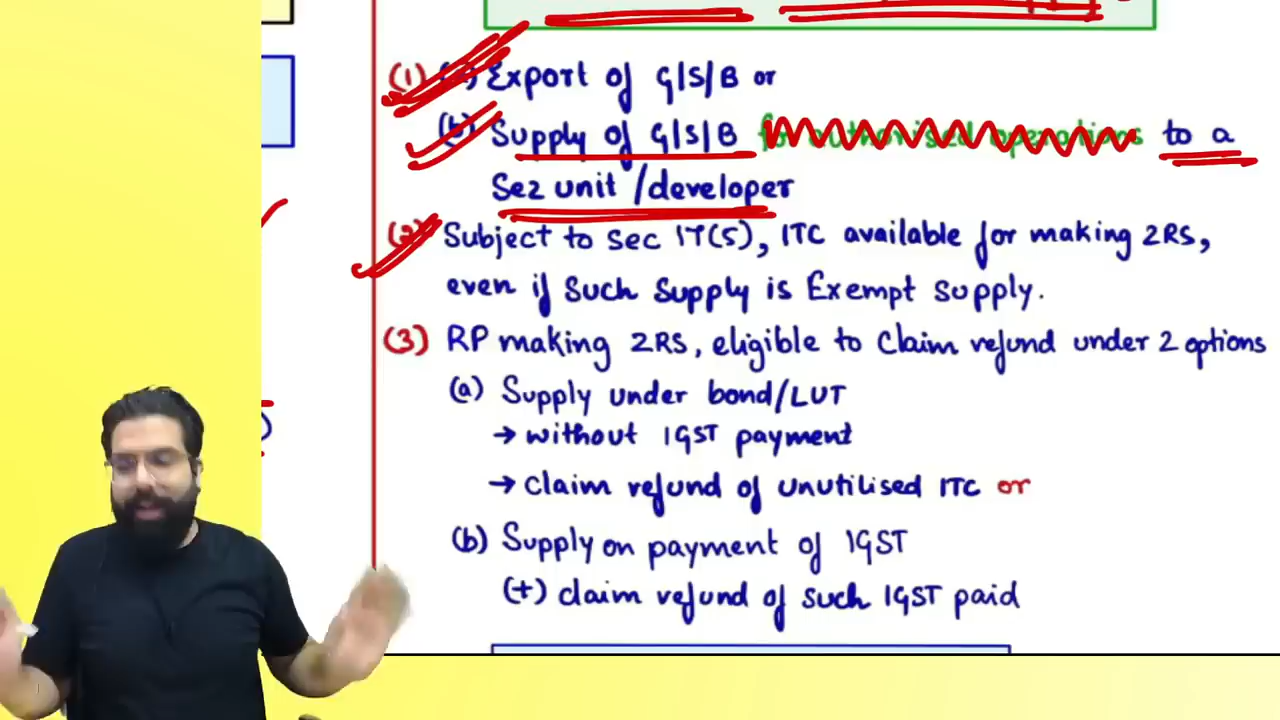 (1) Export of G/S/B or
Supply of G/S/B for authorised operations to a
SEZ unit / developer
(2) Subject to sec 17(5), ITC available for making ZRS,
even if Such Supply is Exempt Supply.
(3) RP making ZRS, eligible to Claim refund under 2 options
(a) Supply under bond/LUT
→ without IGST payment
→ claim refund of unutilised ITC or
(b) Supply on payment of IGST
(+) claim refund of such IGST paid